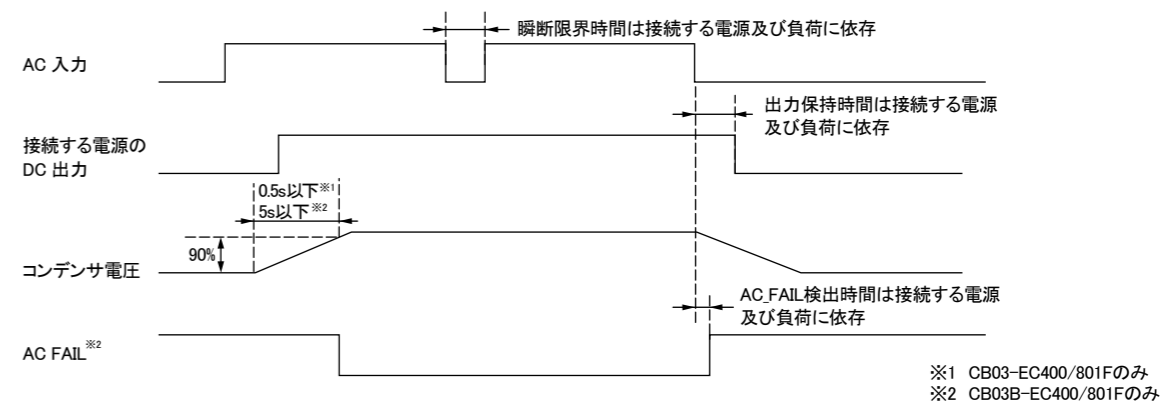 瞬断限界時間は接続する電源及び負荷に依存
AC 入力
出力保持時間は接続する電源
及び負荷に依存
接続する電源の
DC 出力
0.5s以下※1
5s以下※2
90%
コンデンサ電圧
AC_FAIL検出時間は接続する電源
及び負荷に依存
AC FAIL※2
※1 CB03-EC400/801Fのみ
※2 CB03B-EC400/801Fのみ